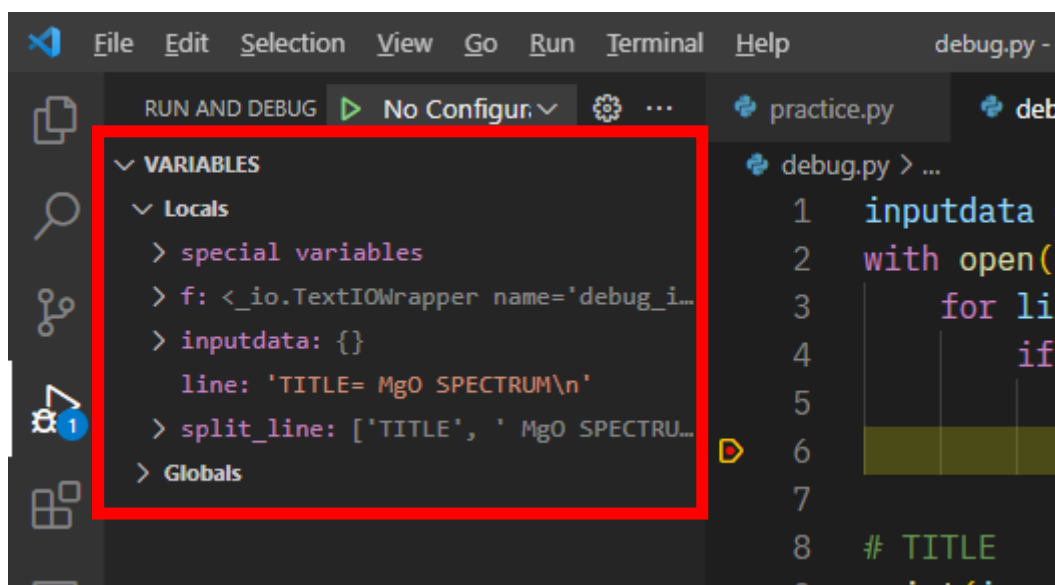 File Edit Selection View Go Run Terminal Help debug.py -
RUN AND DEBUG No Configur
VARIABLES
Locals
special variables
f: <_io.TextIOWrapper name='debug_i…
inputdata: {}
line: 'TITLE= MgO SPECTRUM\n'
split_line: ['TITLE', ' MgO SPECTRU…
Globals
1
practice.py deb
debug.py > ...
1 inputdata
2 with open(
3 for li
4 if
5
6
7
8 # TITLE